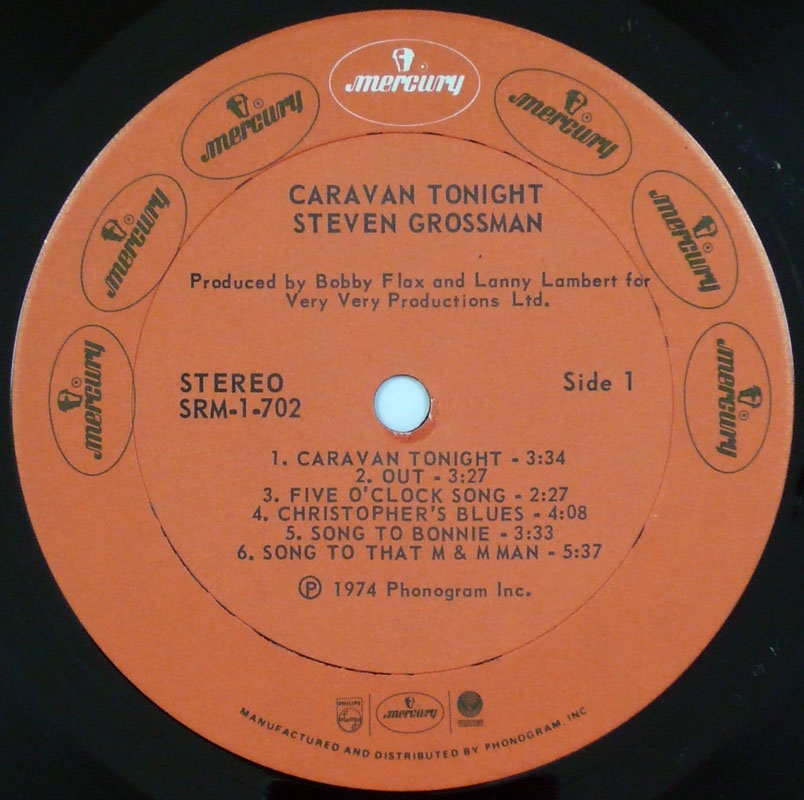 mercury
mercury
mercury
mercury
mercury
mercury
mercury
CARAVAN TONIGHT
STEVEN GROSSMAN
Produced by Bobby Flax and Lanny Lambert for
Very Very Productions Ltd.
STEREO
SRM-1-702
Side 1
1. CARAVAN TONIGHT - 3:34
2. OUT - 3:27
3. FIVE O'CLOCK SONG - 2:27
4. CHRISTOPHER'S BLUES - 4:08
5. SONG TO BONNIE - 3:33
6. SONG TO THAT M & M MAN - 5:37
Ⓟ 1974 Phonogram Inc.
PHILIPS
mercury
MANUFACTURED AND DISTRIBUTED BY PHONOGRAM, INC